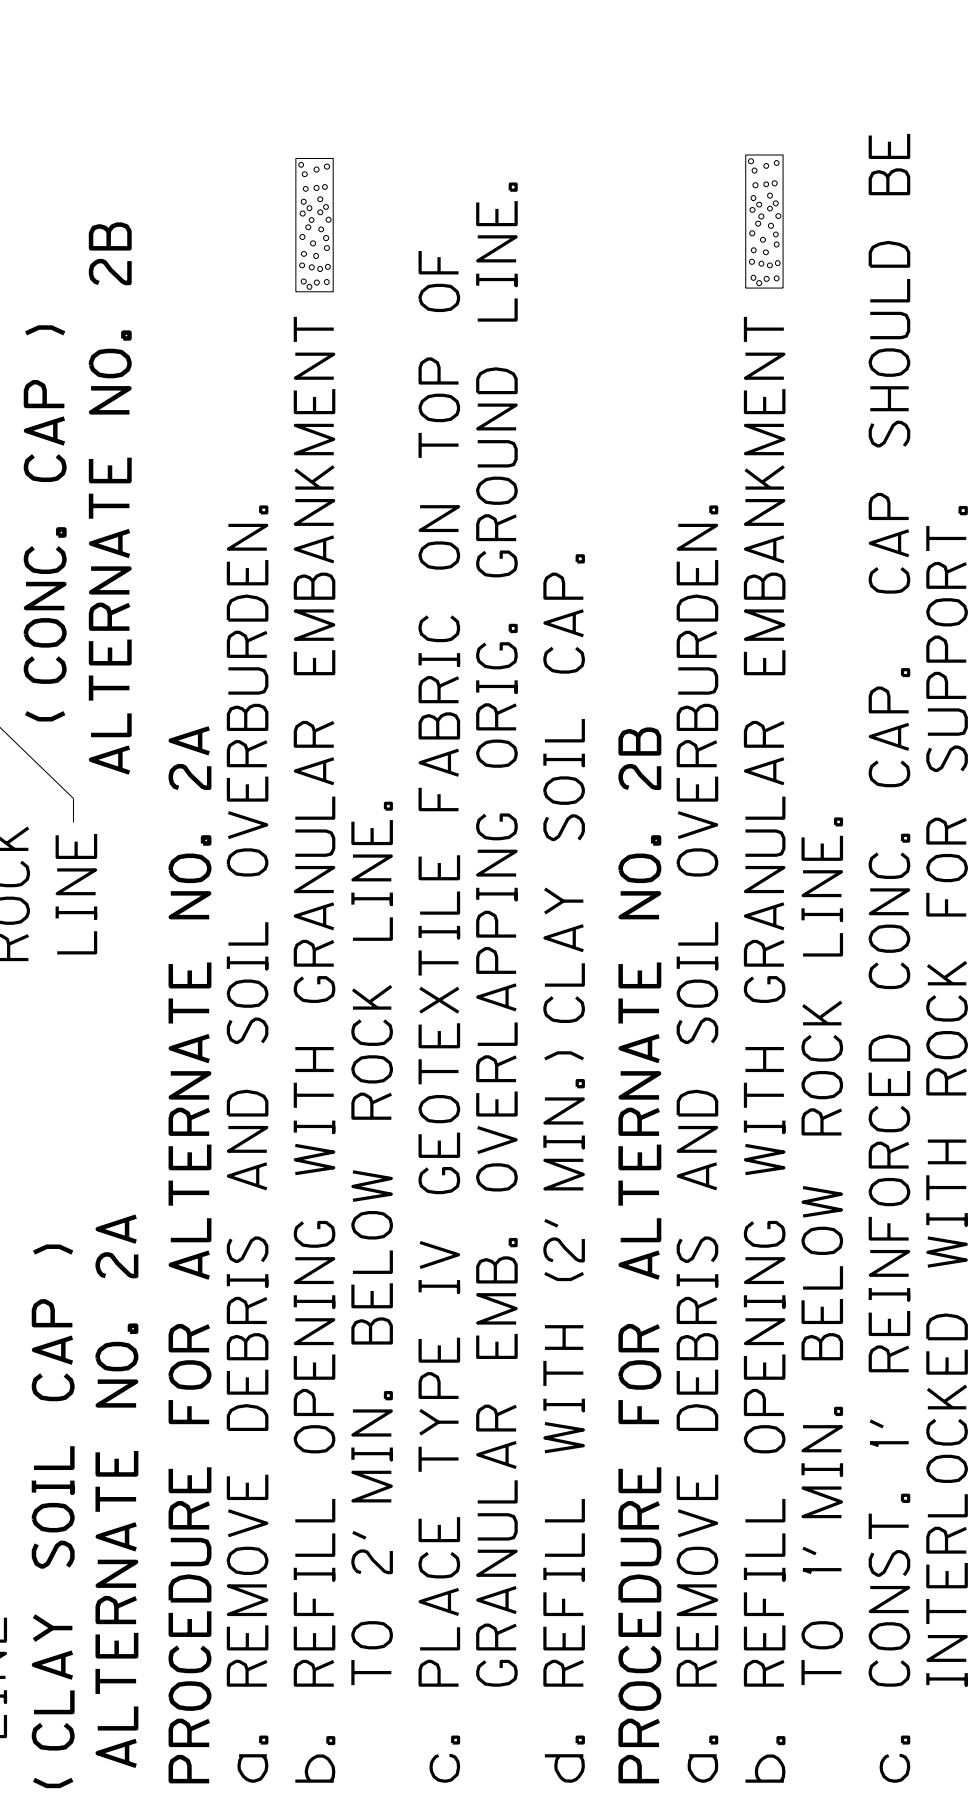 ROCK
LINE
( CLAY SOIL CAP )
ALTERNATE NO. 2A
( CONC. CAP )
ALTERNATE NO. 2B
PROCEDURE FOR ALTERNATE NO. 2A
a. REMOVE DEBRIS AND SOIL OVERBURDEN.
b. REFILL OPENING WITH GRANULAR EMBANKMENT
TO 2' MIN. BELOW ROCK LINE.
c. PLACE TYPE IV GEOTEXTILE FABRIC ON TOP OF
GRANULAR EMB. OVERLAPPING ORIG. GROUND LINE.
d. REFILL WITH (2' MIN.) CLAY SOIL CAP.
PROCEDURE FOR ALTERNATE NO. 2B
a. REMOVE DEBRIS AND SOIL OVERBURDEN.
b. REFILL OPENING WITH GRANULAR EMBANKMENT
TO 1' MIN. BELOW ROCK LINE.
c. CONST. 1' REINFORCED CONC. CAP. CAP SHOULD BE
INTERLOCKED WITH ROCK FOR SUPPORT.